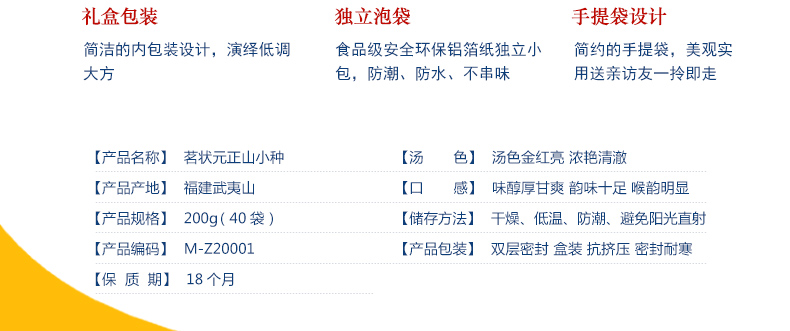 礼盒包装
简洁的内包装设计，演绎低调
大方
独立泡袋
食品级安全环保铝箔纸独立小
包，防潮、防水、不串味
手提袋设计
简约的手提袋，美观实
用送亲访友一拎即走
【产品名称】 茗状元正山小种
【产品产地】 福建武夷山
【产品规格】 200g（40袋）
【产品编码】 M-Z20001
【保 质 期】 18个月
【汤 色】 汤色金红亮 浓艳清澈
【口 感】 味醇厚甘爽 韵味十足 喉韵明显
【储存方法】 干燥、低温、防潮、避免阳光直射
【产品包装】 双层密封 盒装 抗挤压 密封耐寒